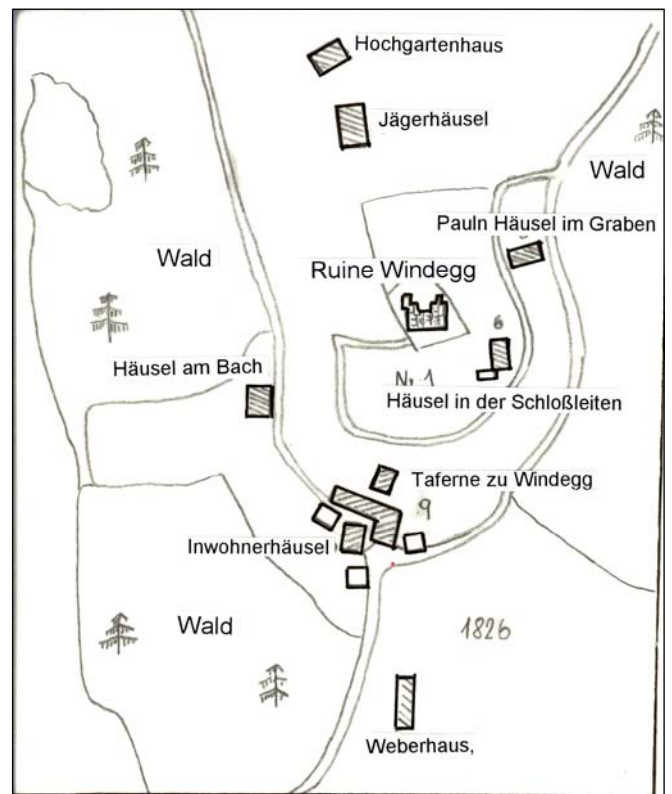 Hochgartenhaus
Jägerhäusel
Wald
Pauln Häusel im Graben
Wald
Ruine Windegg
6
Häusel am Bach
Nr 1
Häusel in der Schloßleiten
Taferne zu Windegg
9
Inwohnerhäusel
Wald
1826
Weberhaus,